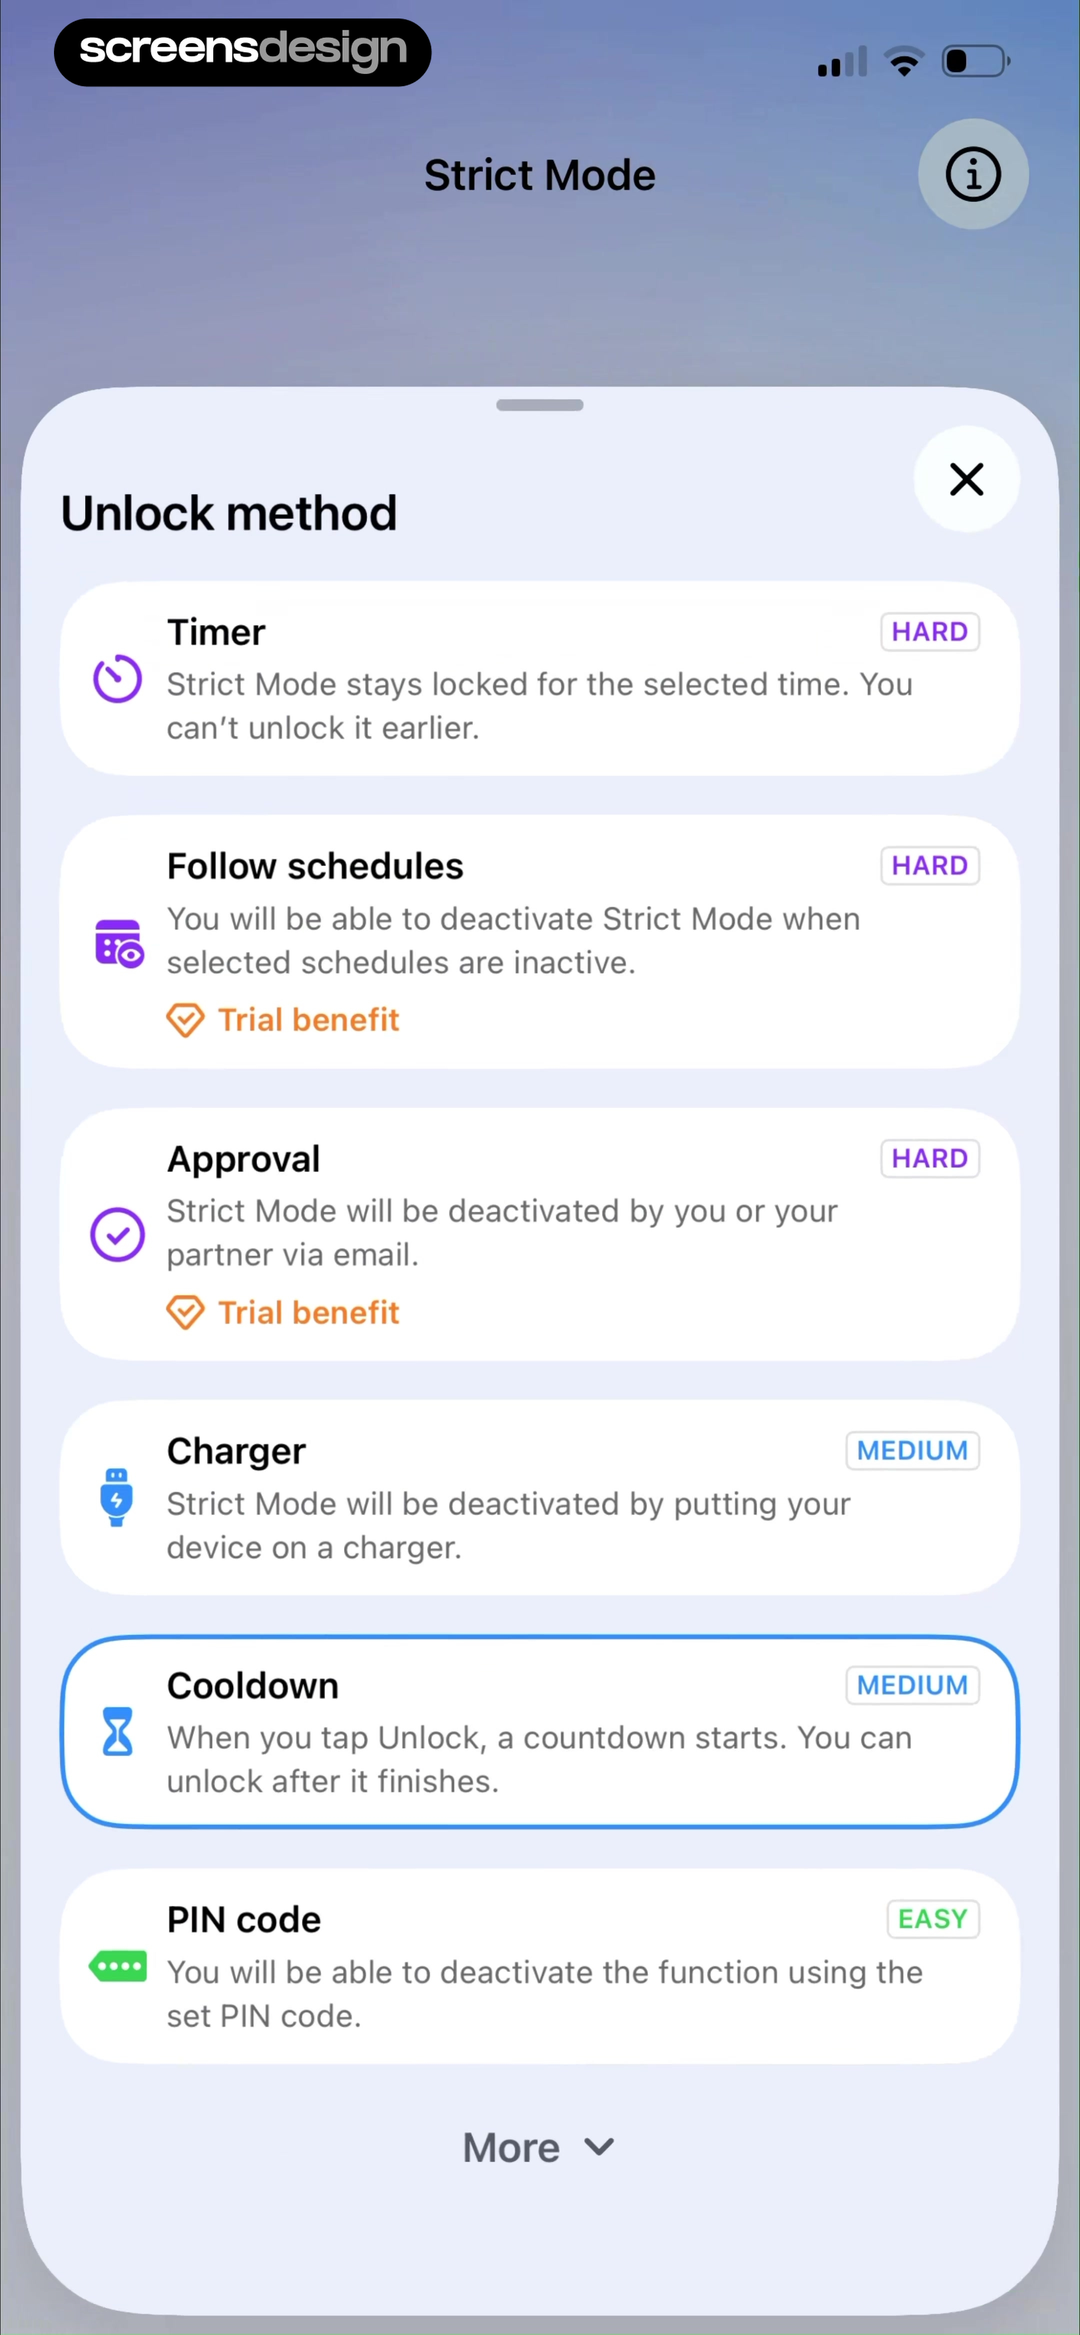 screensdesign
Strict Mode
Unlock method
Timer
HARD
Strict Mode stays locked for the selected time. You
can’t unlock it earlier.
Follow schedules
HARD
You will be able to deactivate Strict Mode when
selected schedules are inactive.
Trial benefit
Approval
HARD
Strict Mode will be deactivated by you or your
partner via email.
Trial benefit
Charger
MEDIUM
Strict Mode will be deactivated by putting your
device on a charger.
Cooldown
MEDIUM
When you tap Unlock, a countdown starts. You can
unlock after it finishes.
PIN code
EASY
You will be able to deactivate the function using the
set PIN code.
More